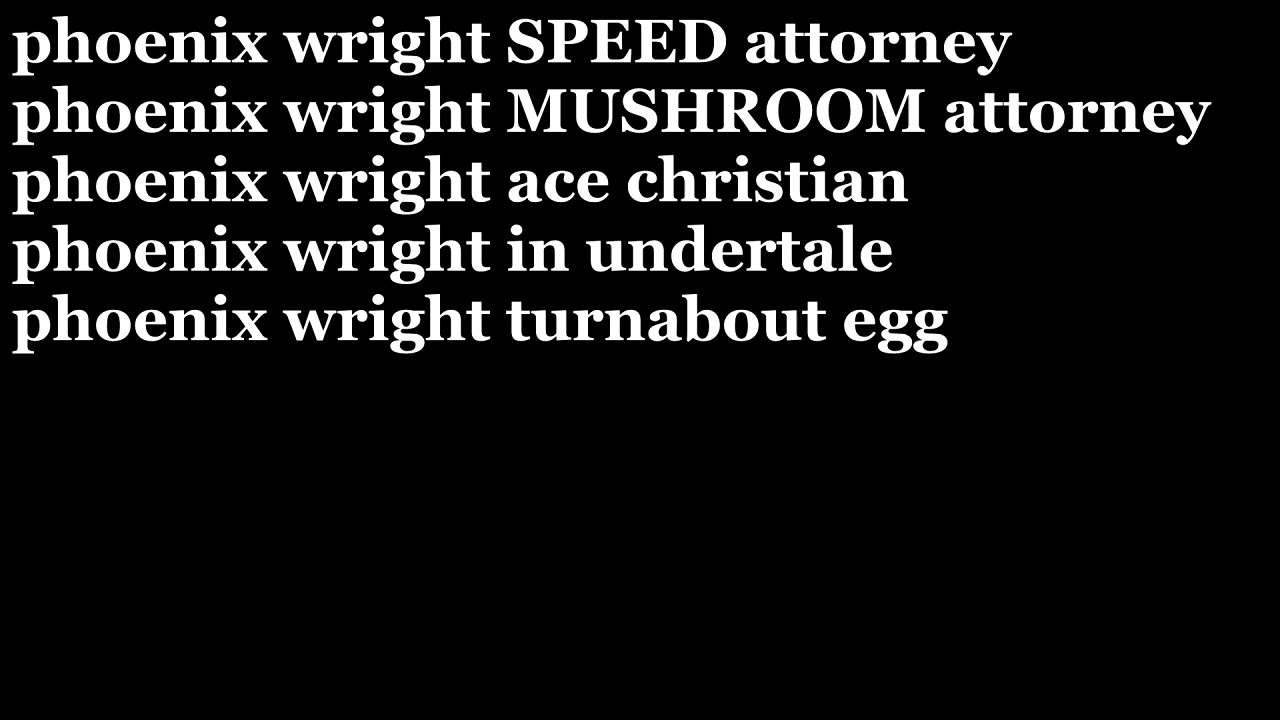 phoenix wright SPEED attorney
phoenix wright MUSHROOM attorney
phoenix wright ace christian
phoenix wright in undertale
phoenix wright turnabout egg